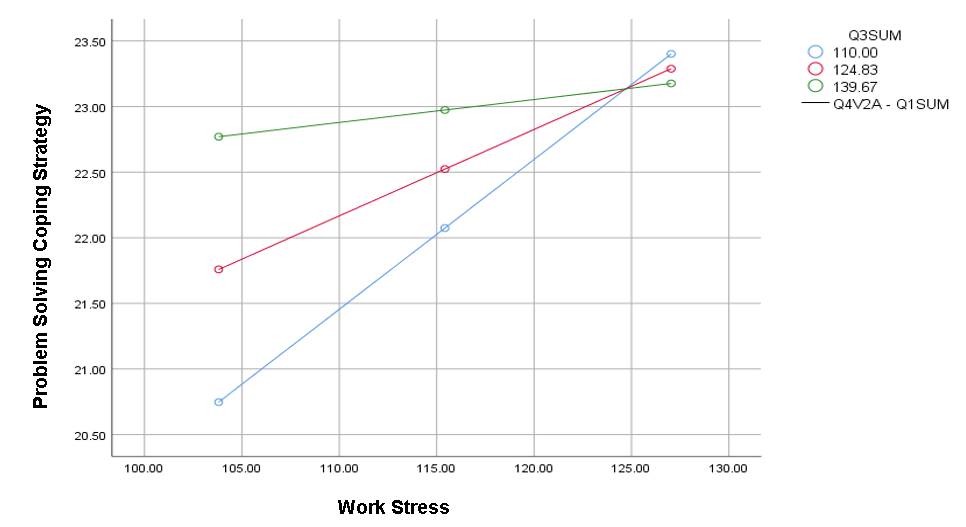 Problem Solving Coping Strategy
23.50
23.00
22.50
22.00
21.50
21.00
20.50
100.00 105.00 110.00 115.00 120.00 125.00 130.00
Work Stress
Q3SUM
110.00
124.83
139.67
Q4V2A - Q1SUM